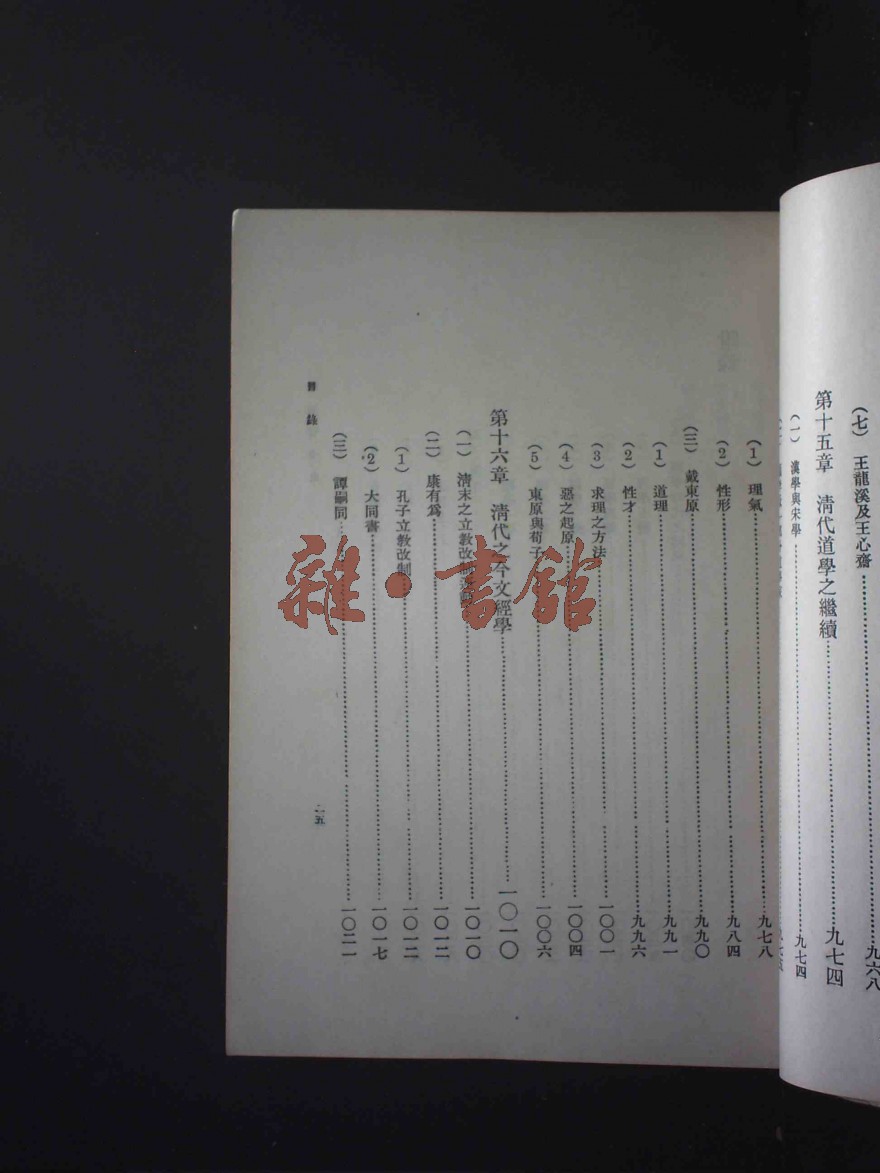 (七) 王龍溪及王心齋……九六八
第十五章 清代道學之繼續……九七四
(一) 漢學與宋學……九七四
(1) 理氣……九七八
(2) 性形……九八四
(三) 戴東原……九九〇
(1) 道理……九九一
(2) 性才……九九六
(3) 求理之方法……一〇〇一
(4) 惡之起原……一〇〇四
(5) 東原與荀子……一〇〇六
第十六章 清代之今文經學……一〇一〇
(一) 清末之立教改制……一〇一〇
(二) 康有爲……一〇一二
(1) 孔子立教改制……一〇一二
(2) 大同書……一〇一七
(三) 譚嗣同……一〇二一
目錄
一五
雜·書館